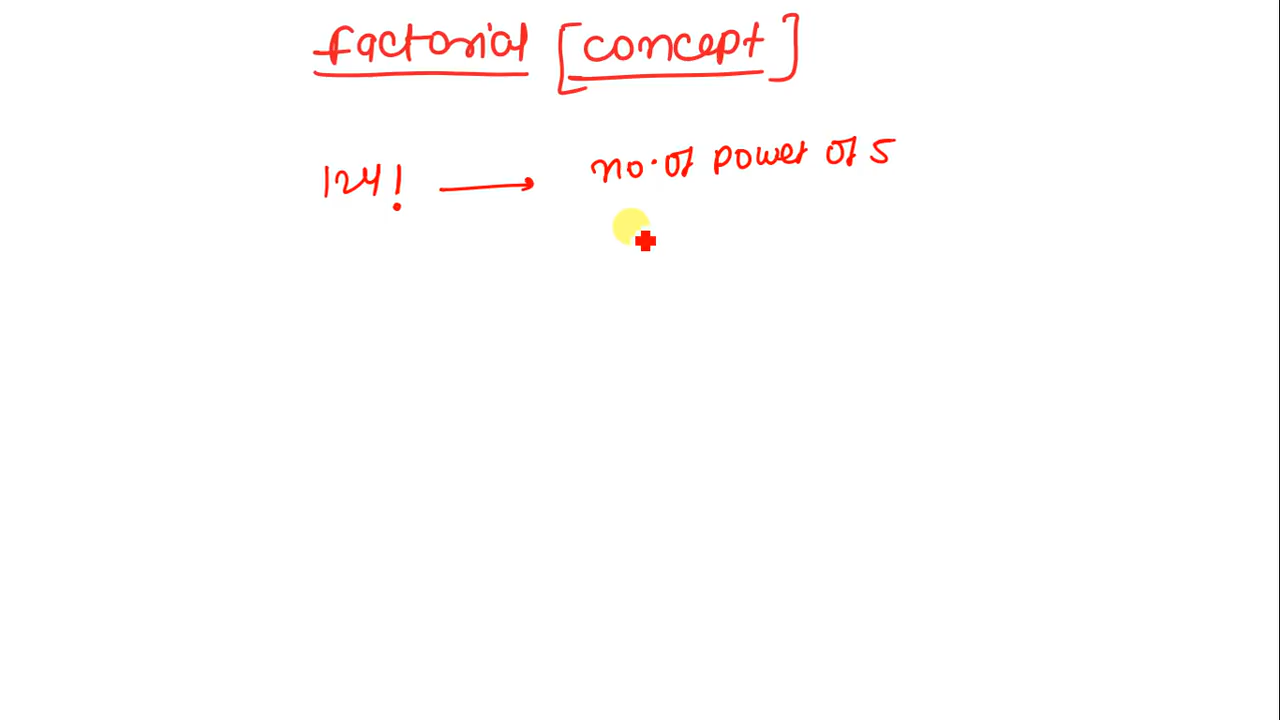 factorial [concept]
124! → no. of power of 5